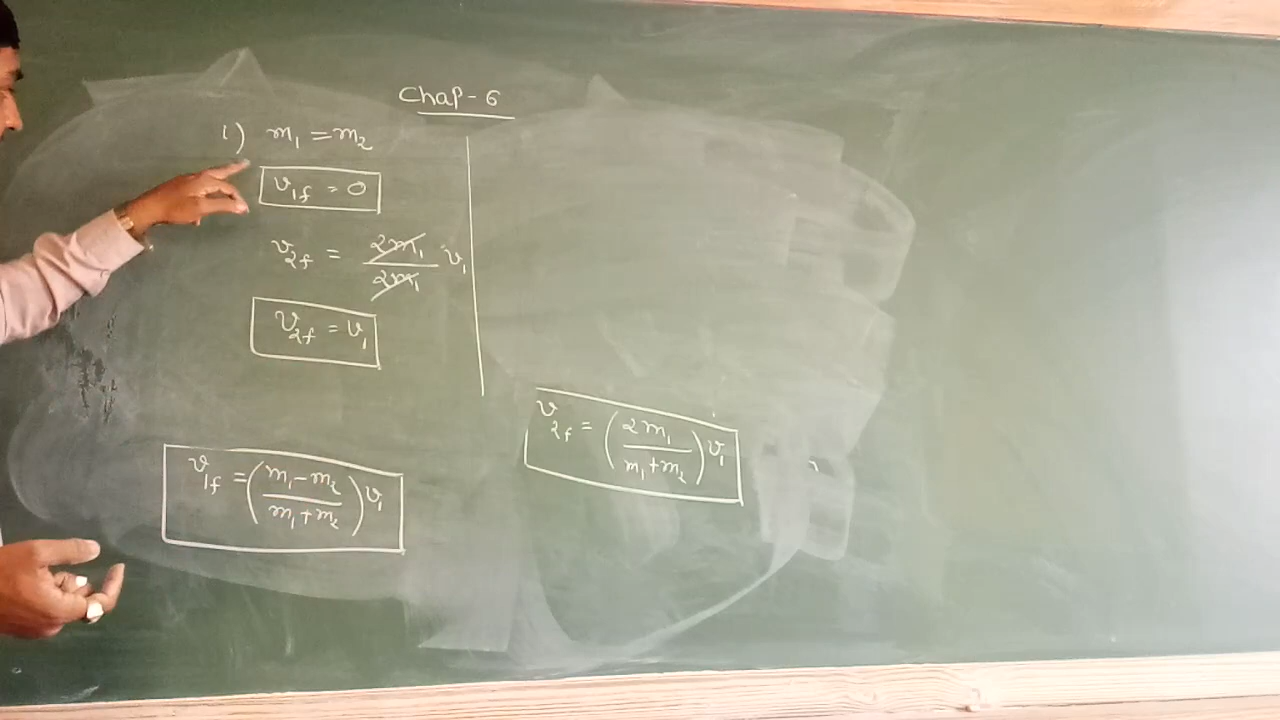 Chap-6
1) m₁ = m₂
v₁f = 0
v₂f = 2m₁/2m₁ v₁
v₂f = v₁
v₂f = (2m₁/m₁+m₂) v₁
v₁f = (m₁-m₂/m₁+m₂) v₁